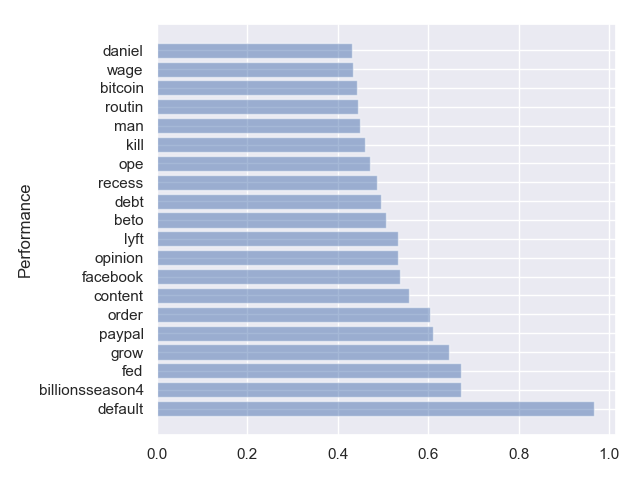 daniel
wage
bitcoin
routin
man
kill
ope
recess
debt
beto
lyft
opinion
facebook
content
order
paypal
grow
fed
billionsseason4
default
Performance
0.0 0.2 0.4 0.6 0.8 1.0